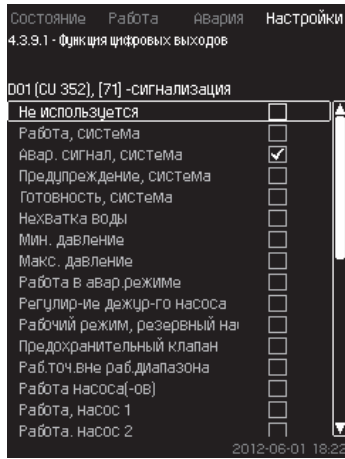 Состояние Работа Авария Настройки
4.3.9.1 - Функция цифровых выходов
DO1 (CU 352), [71] -сигнализация
Не используется
Работа, система
Авар. сигнал, система
Предупреждение, система
Готовность, система
Нехватка воды
Мин. давление
Макс. давление
Работа в авар.режиме
Регулир-ие дежур-го насоса
Рабочий режим, резервный на
Предохранительный клапан
Раб.точ.вне раб.диапазона
Работа насоса(-ов)
Работа, насос 1
Работа. насос 2
2012-06-01 18:22